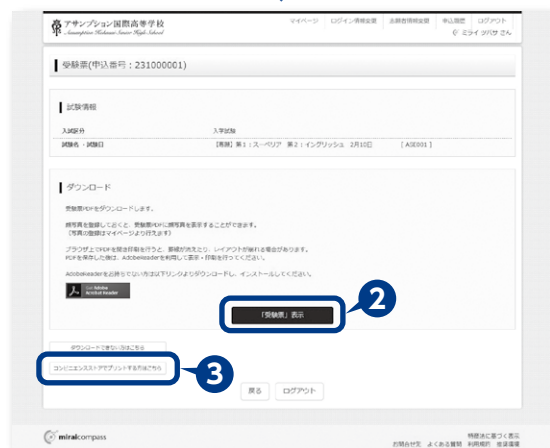 アサンプション国際高等学校
Assumption Kokusai Senior High School
マイページ ログイン情報変更 志願者情報変更 申込履歴 ログアウト
ミライ ツバサ さん
受験票(申込番号:231000001)
試験情報
入試区分 入学試験
試験名・試験日 【専願】第1:スーペリア 第2:イングリッシュ 2月10日 [ ASE001 ]
ダウンロード
受験票PDFをダウンロードします。
顔写真を登録しておくと、受験票PDFに顔写真を表示することができます。
(写真の登録はマイページより行えます)
ブラウザ上でPDFを開き印刷を行うと、罫線が消えたり、レイアウトが崩れる場合があります。
PDFを保存した後は、AdobeReaderを利用して表示・印刷を行ってください。
AdobeReaderをお持ちでない方は以下リンクよりダウンロードし、インストールしてください。
Get Adobe
Acrobat Reader
「受験票」表示
2
ダウンロードできない方はこちら
コンビニエンスストアでプリントする方はこちら
3
戻る ログアウト
miraicompass
特商法に基づく表示
お問合せ先 よくある質問 利用規約 推奨環境